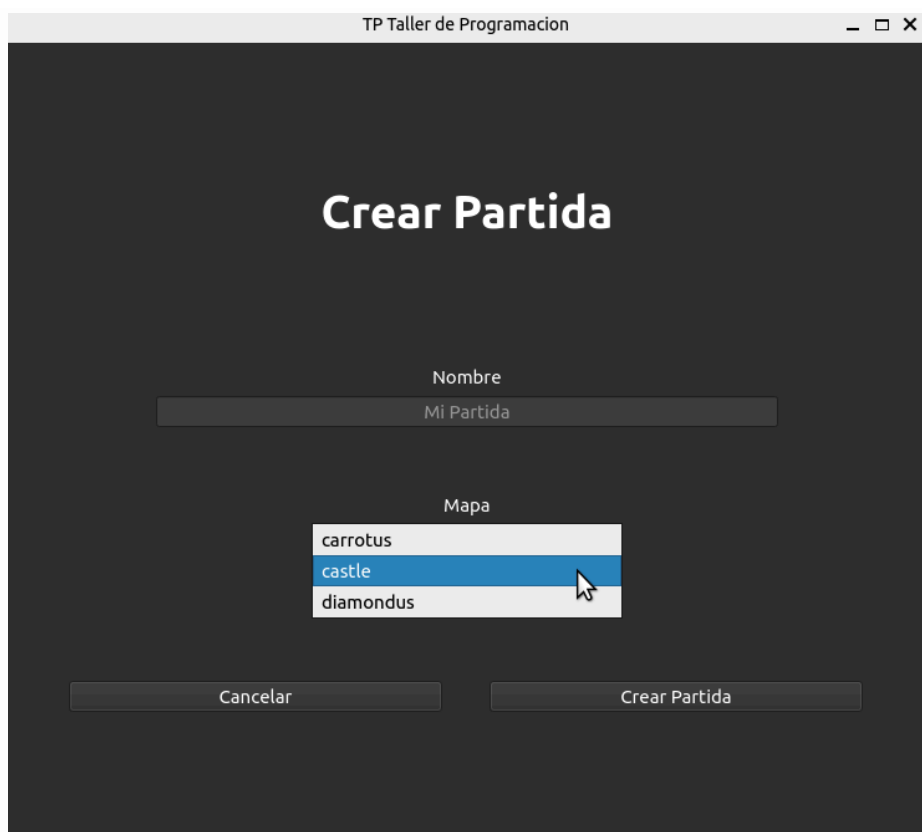 TP Taller de Programacion
Crear Partida
Nombre
Mi Partida
Mapa
carrotus
castle
diamondus
Cancelar
Crear Partida